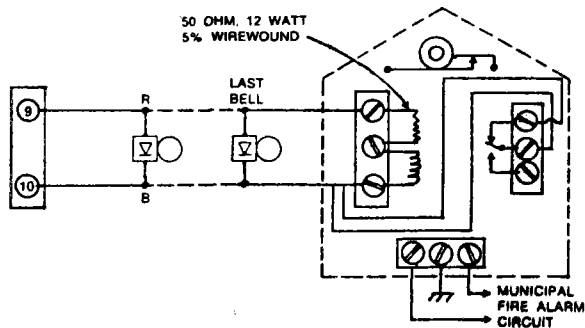 50 OHM, 12 WATT
5% WIREWOUND
LAST
BELL
R
9
10
B
MUNICIPAL
FIRE ALARM
CIRCUIT